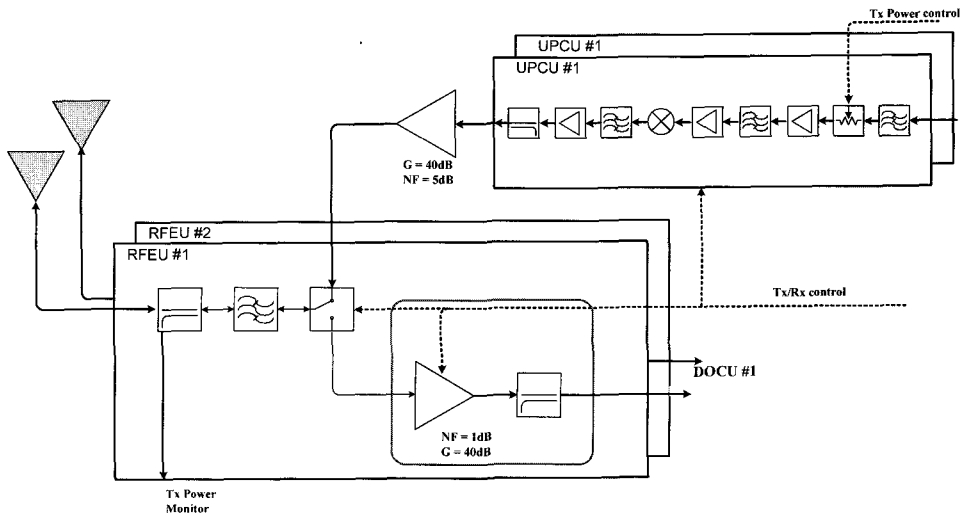 Tx Power control
UPCU #1
UPCU #1
G = 40dB
NF = 5dB
RFEU #2
RFEU #1
Tx/Rx control
DOCU #1
NF = 1dB
G = 40dB
Tx Power
Monitor